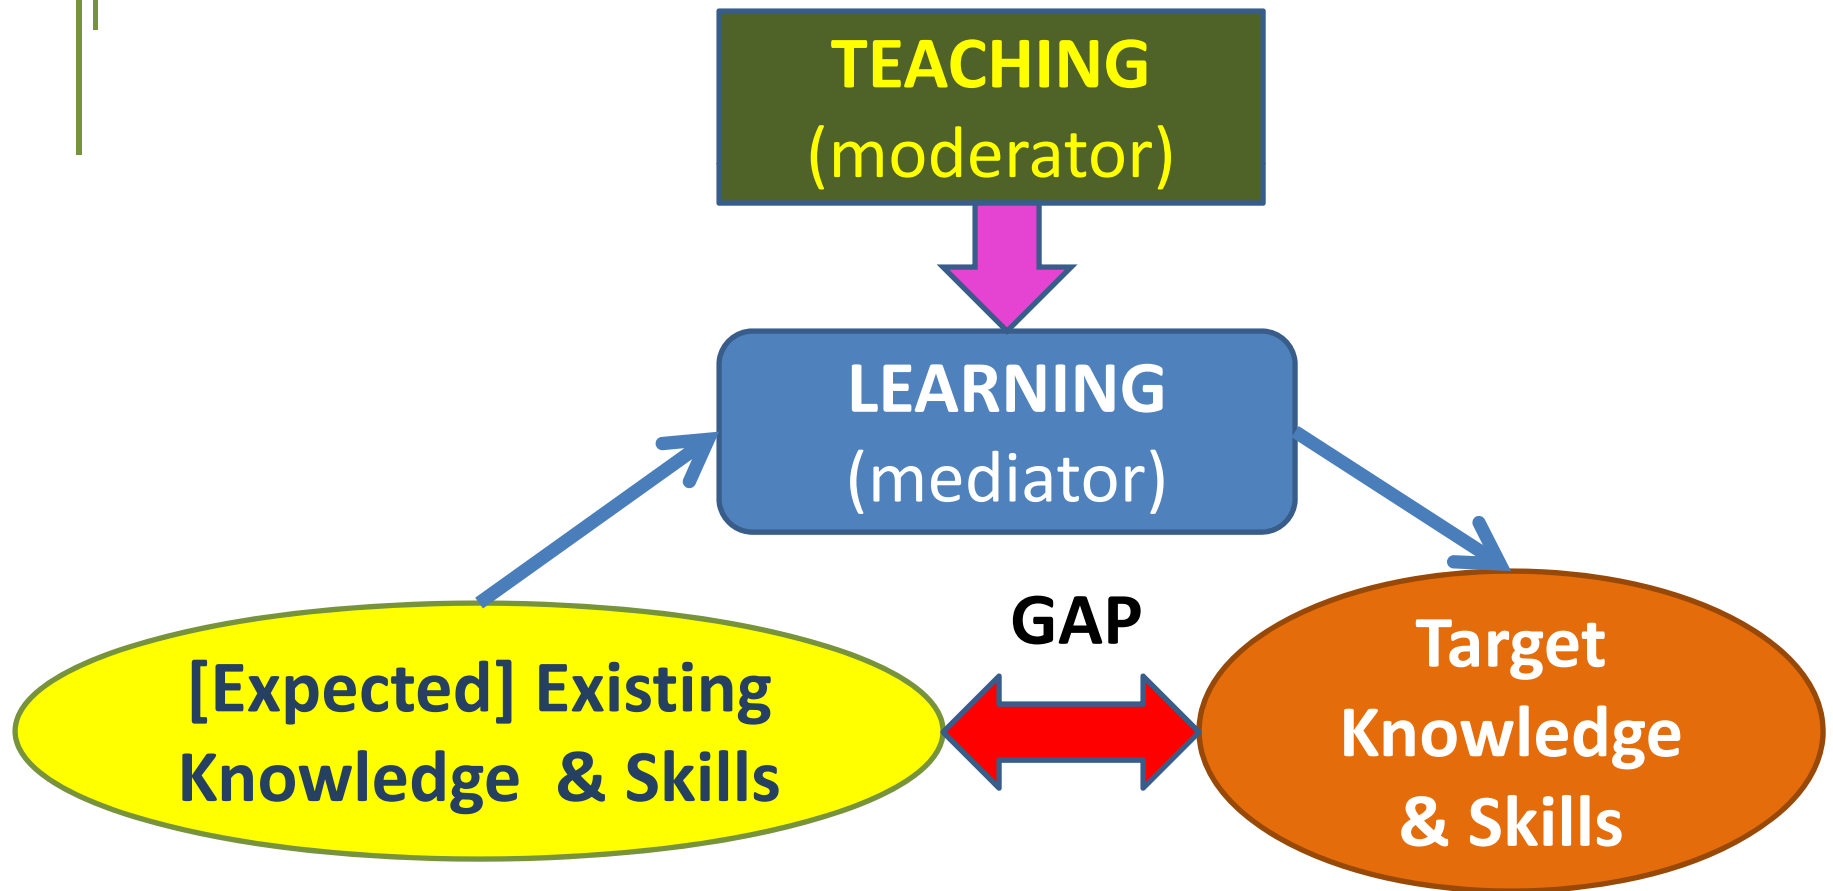 TEACHING
(moderator)
LEARNING
(mediator)
GAP
[Expected] Existing
Knowledge & Skills
Target
Knowledge
& Skills